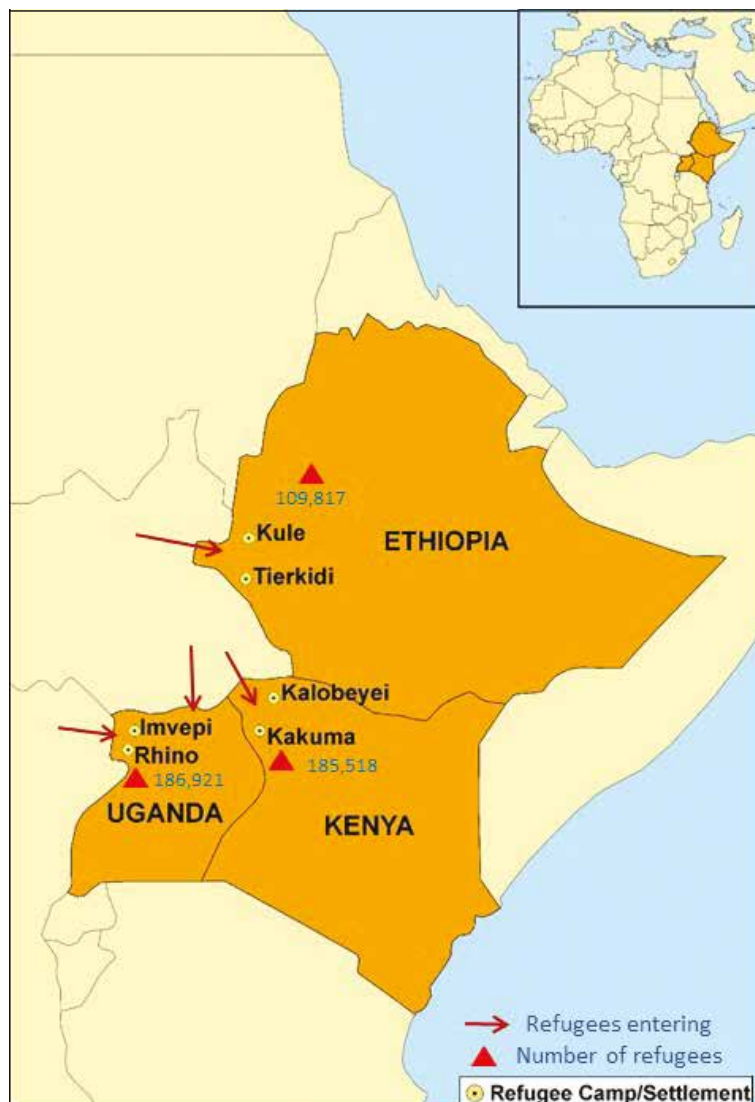 109,817
Kule
ETHIOPIA
Tierkidi
Kalobeyei
Imvepi
Kakuma
Rhino
186,921
185,518
UGANDA
KENYA
Refugees entering
Number of refugees
Refugee Camp/Settlement